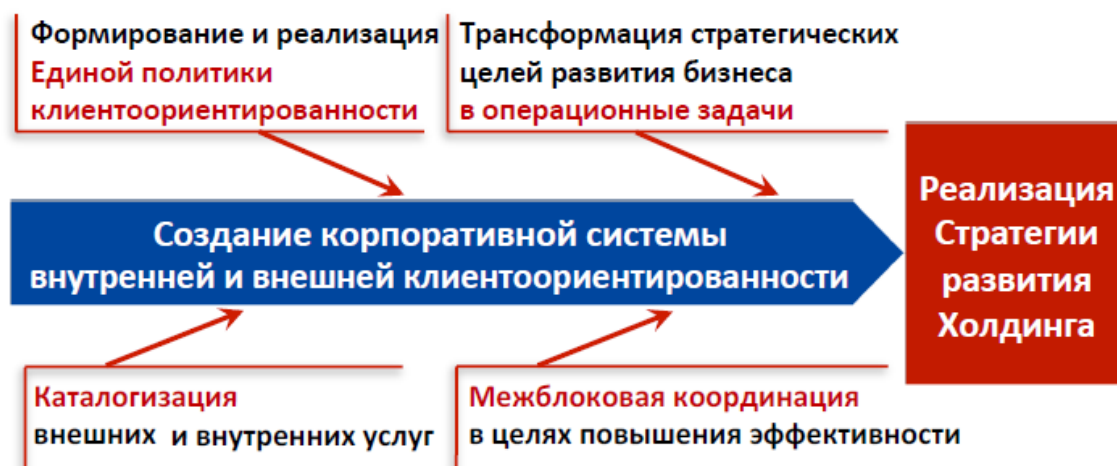 Формирование и реализация
Единой политики
клиентоориентированности
Трансформация стратегических
целей развития бизнеса
в операционные задачи
Создание корпоративной системы
внутренней и внешней клиентоориентированности
Реализация
Стратегии
развития
Холдинга
Каталогизация
внешних и внутренних услуг
Межблоковая координация
в целях повышения эффективности